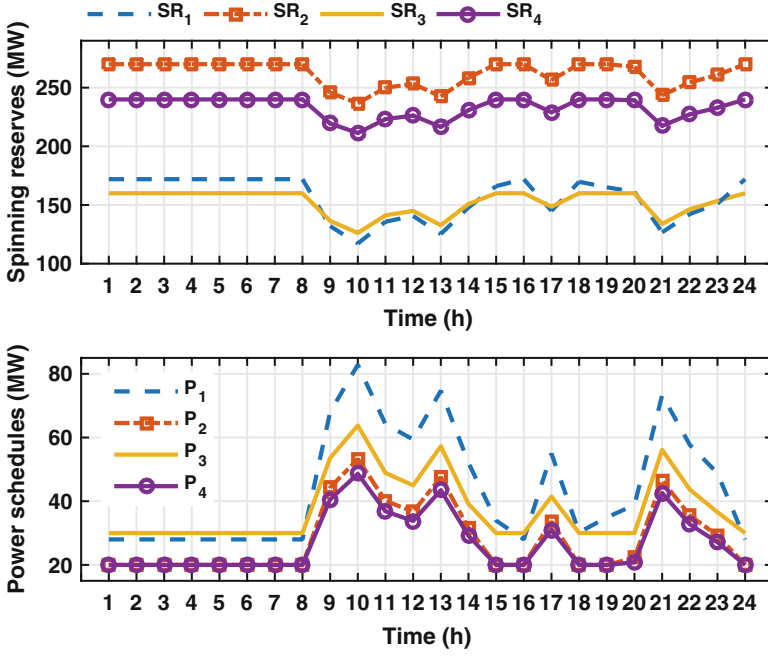 SR1 SR2 SR3 SR4
Spinning reserves (MW)
250
200
150
100
1 2 3 4 5 6 7 8 9 10 11 12 13 14 15 16 17 18 19 20 21 22 23 24
Time (h)
Power schedules (MW)
80
60
40
20
P1
P2
P3
P4
1 2 3 4 5 6 7 8 9 10 11 12 13 14 15 16 17 18 19 20 21 22 23 24
Time (h)